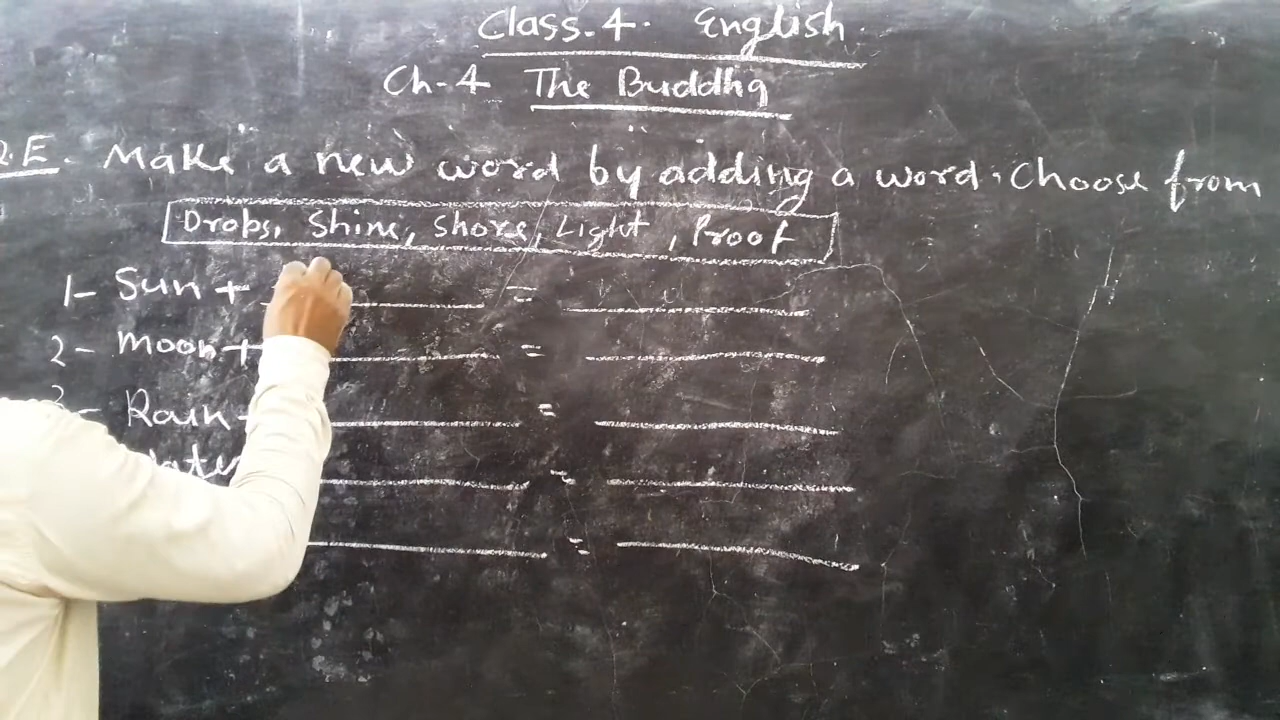 Class.4. English.
Ch-4 The Buddha
Q.E. Make a new word by adding a word. Choose from
Drops, Shine, Shore, Light, Proof
1- Sun + =
2- Moon + =
3- Rain + =
=
=